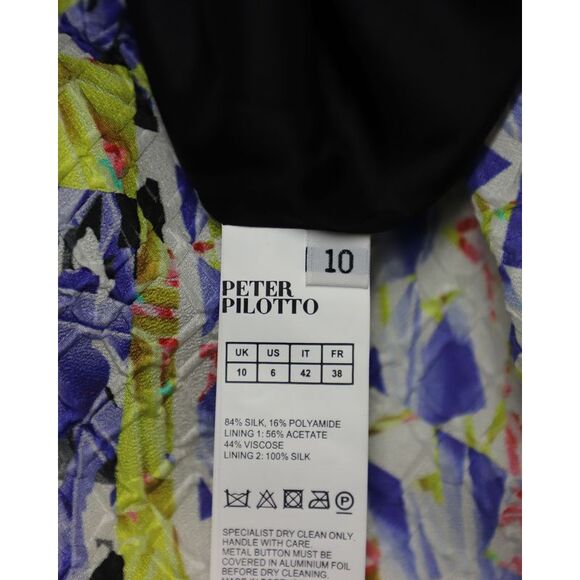 10
PETER
PILOTTO
UK US IT FR
10 6 42 38
84% SILK, 16% POLYAMIDE
LINING 1: 56% ACETATE
44% VISCOSE
LINING 2: 100% SILK
P
SPECIALIST DRY CLEAN ONLY.
HANDLE WITH CARE.
METAL BUTTON MUST BE
COVERED IN ALUMINIUM FOIL
BEFORE DRY CLEANING.